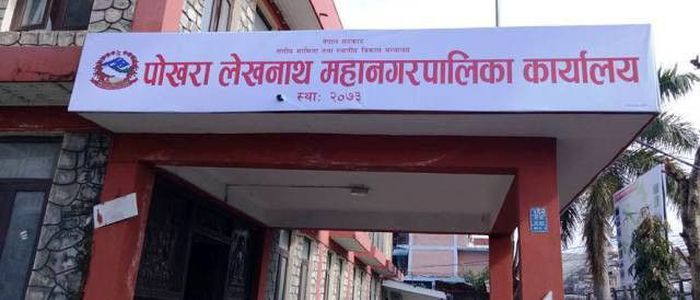 नेपाल सरकार
संघीय मामिला तथा स्थानीय विकास मन्त्रालय
पोखरा लेखनाथ महानगरपालिका कार्यालय
स्था: २०७३